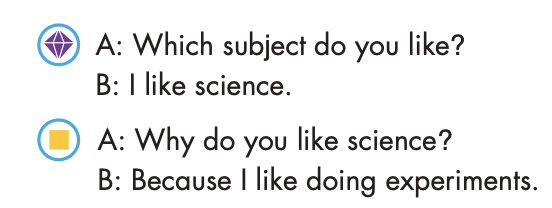 A: Which subject do you like?
B: I like science.
A: Why do you like science?
B: Because I like doing experiments.